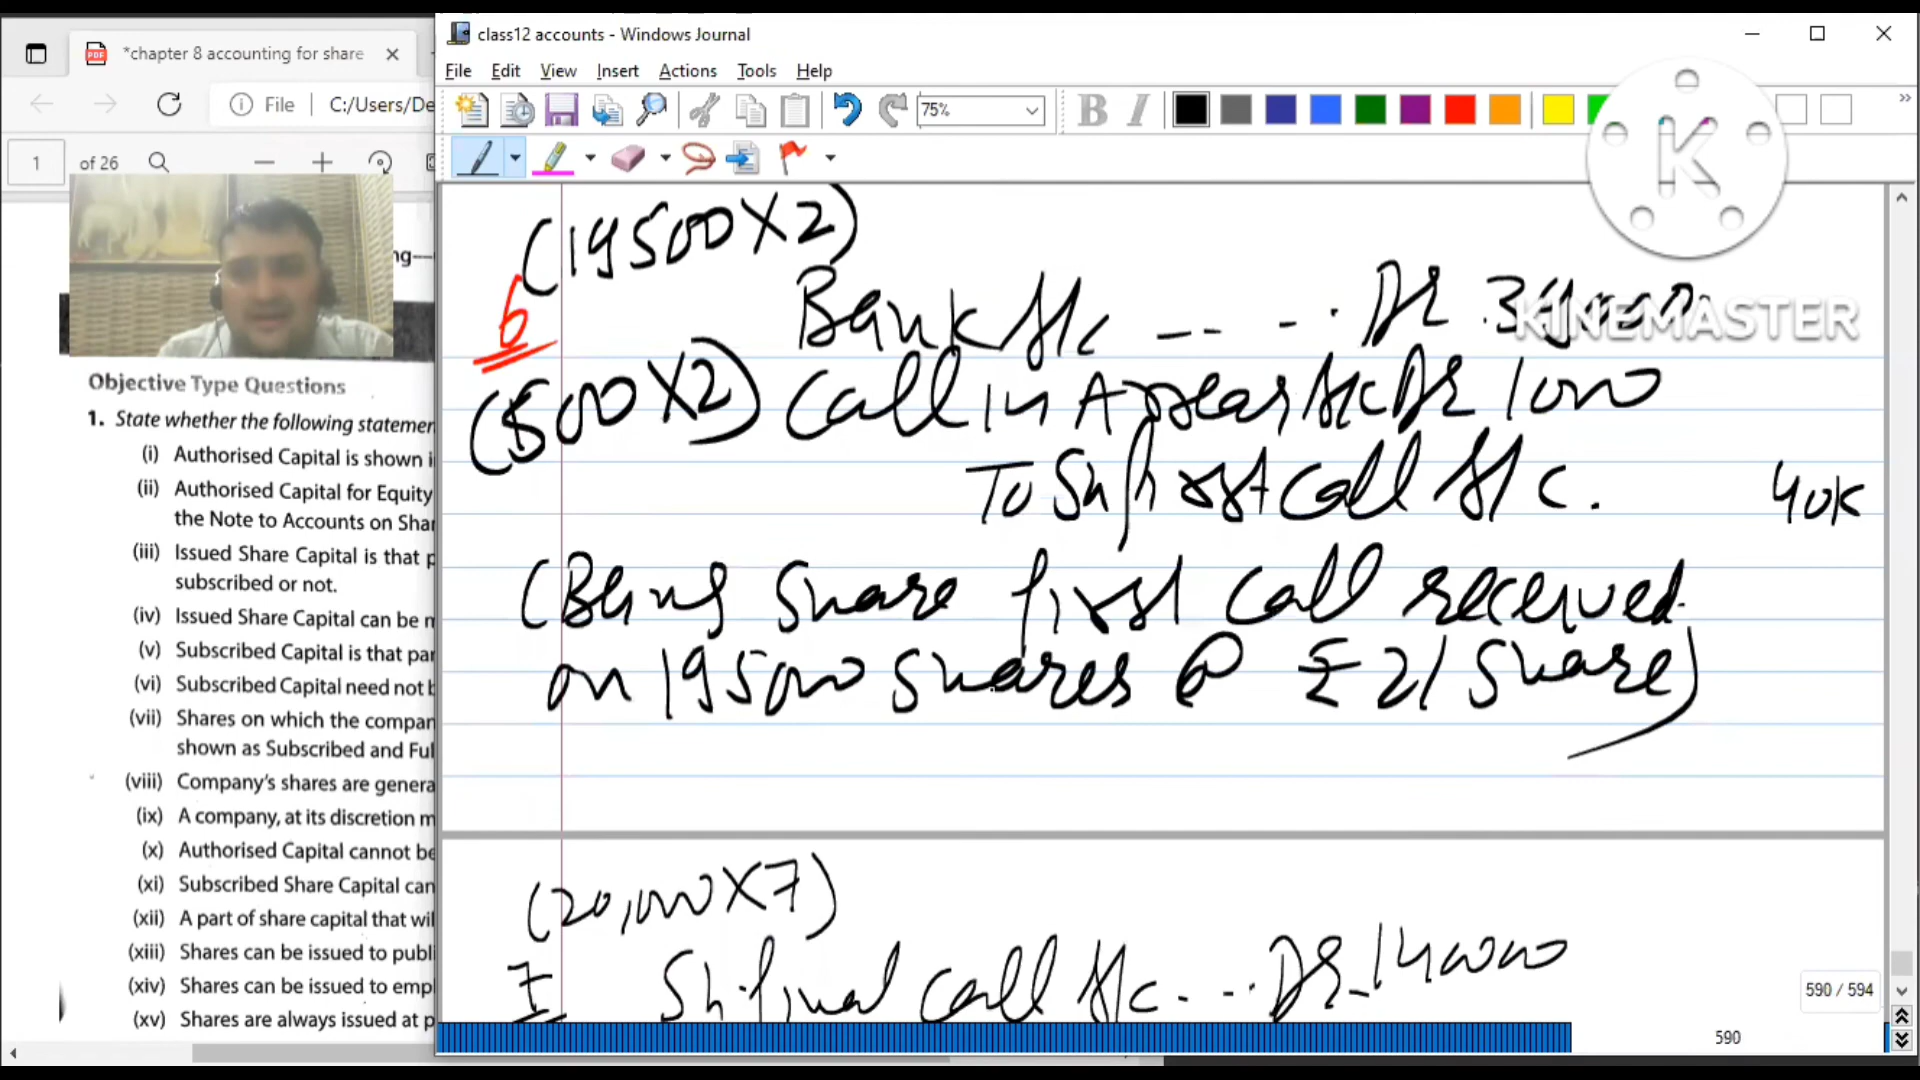 *chapter 8 accounting for share
File
C:/Users/De
1
of 26
ng—
Objective Type Questions
1. State whether the following statemen
(i) Authorised Capital is shown i
(ii) Authorised Capital for Equity
the Note to Accounts on Shar
(iii) Issued Share Capital is that p
subscribed or not.
(iv) Issued Share Capital can be m
(v) Subscribed Capital is that par
(vi) Subscribed Capital need not b
(vii) Shares on which the compan
shown as Subscribed and Ful
(viii) Company's shares are genera
(ix) A company, at its discretion m
(x) Authorised Capital cannot be
(xi) Subscribed Share Capital can
(xii) A part of share capital that wil
(xiii) Shares can be issued to publi
(xiv) Shares can be issued to empl
(xv) Shares are always issued at p
class12 accounts - Windows Journal
File Edit View Insert Actions Tools Help
75%
B I
K
KINEMASTER
(19500X2)
6 Bank A/c -- - . Dr. 39000
(500X2) Call in Arrear A/c Dr 1000
To Sh first Call A/c . 40K
(Being Share first Call received
on 19500 Shares @ ₹ 2/ Share)
(20,000X7)
7 Sh. final Call A/c. ... Dr. 140000
590 / 594
590